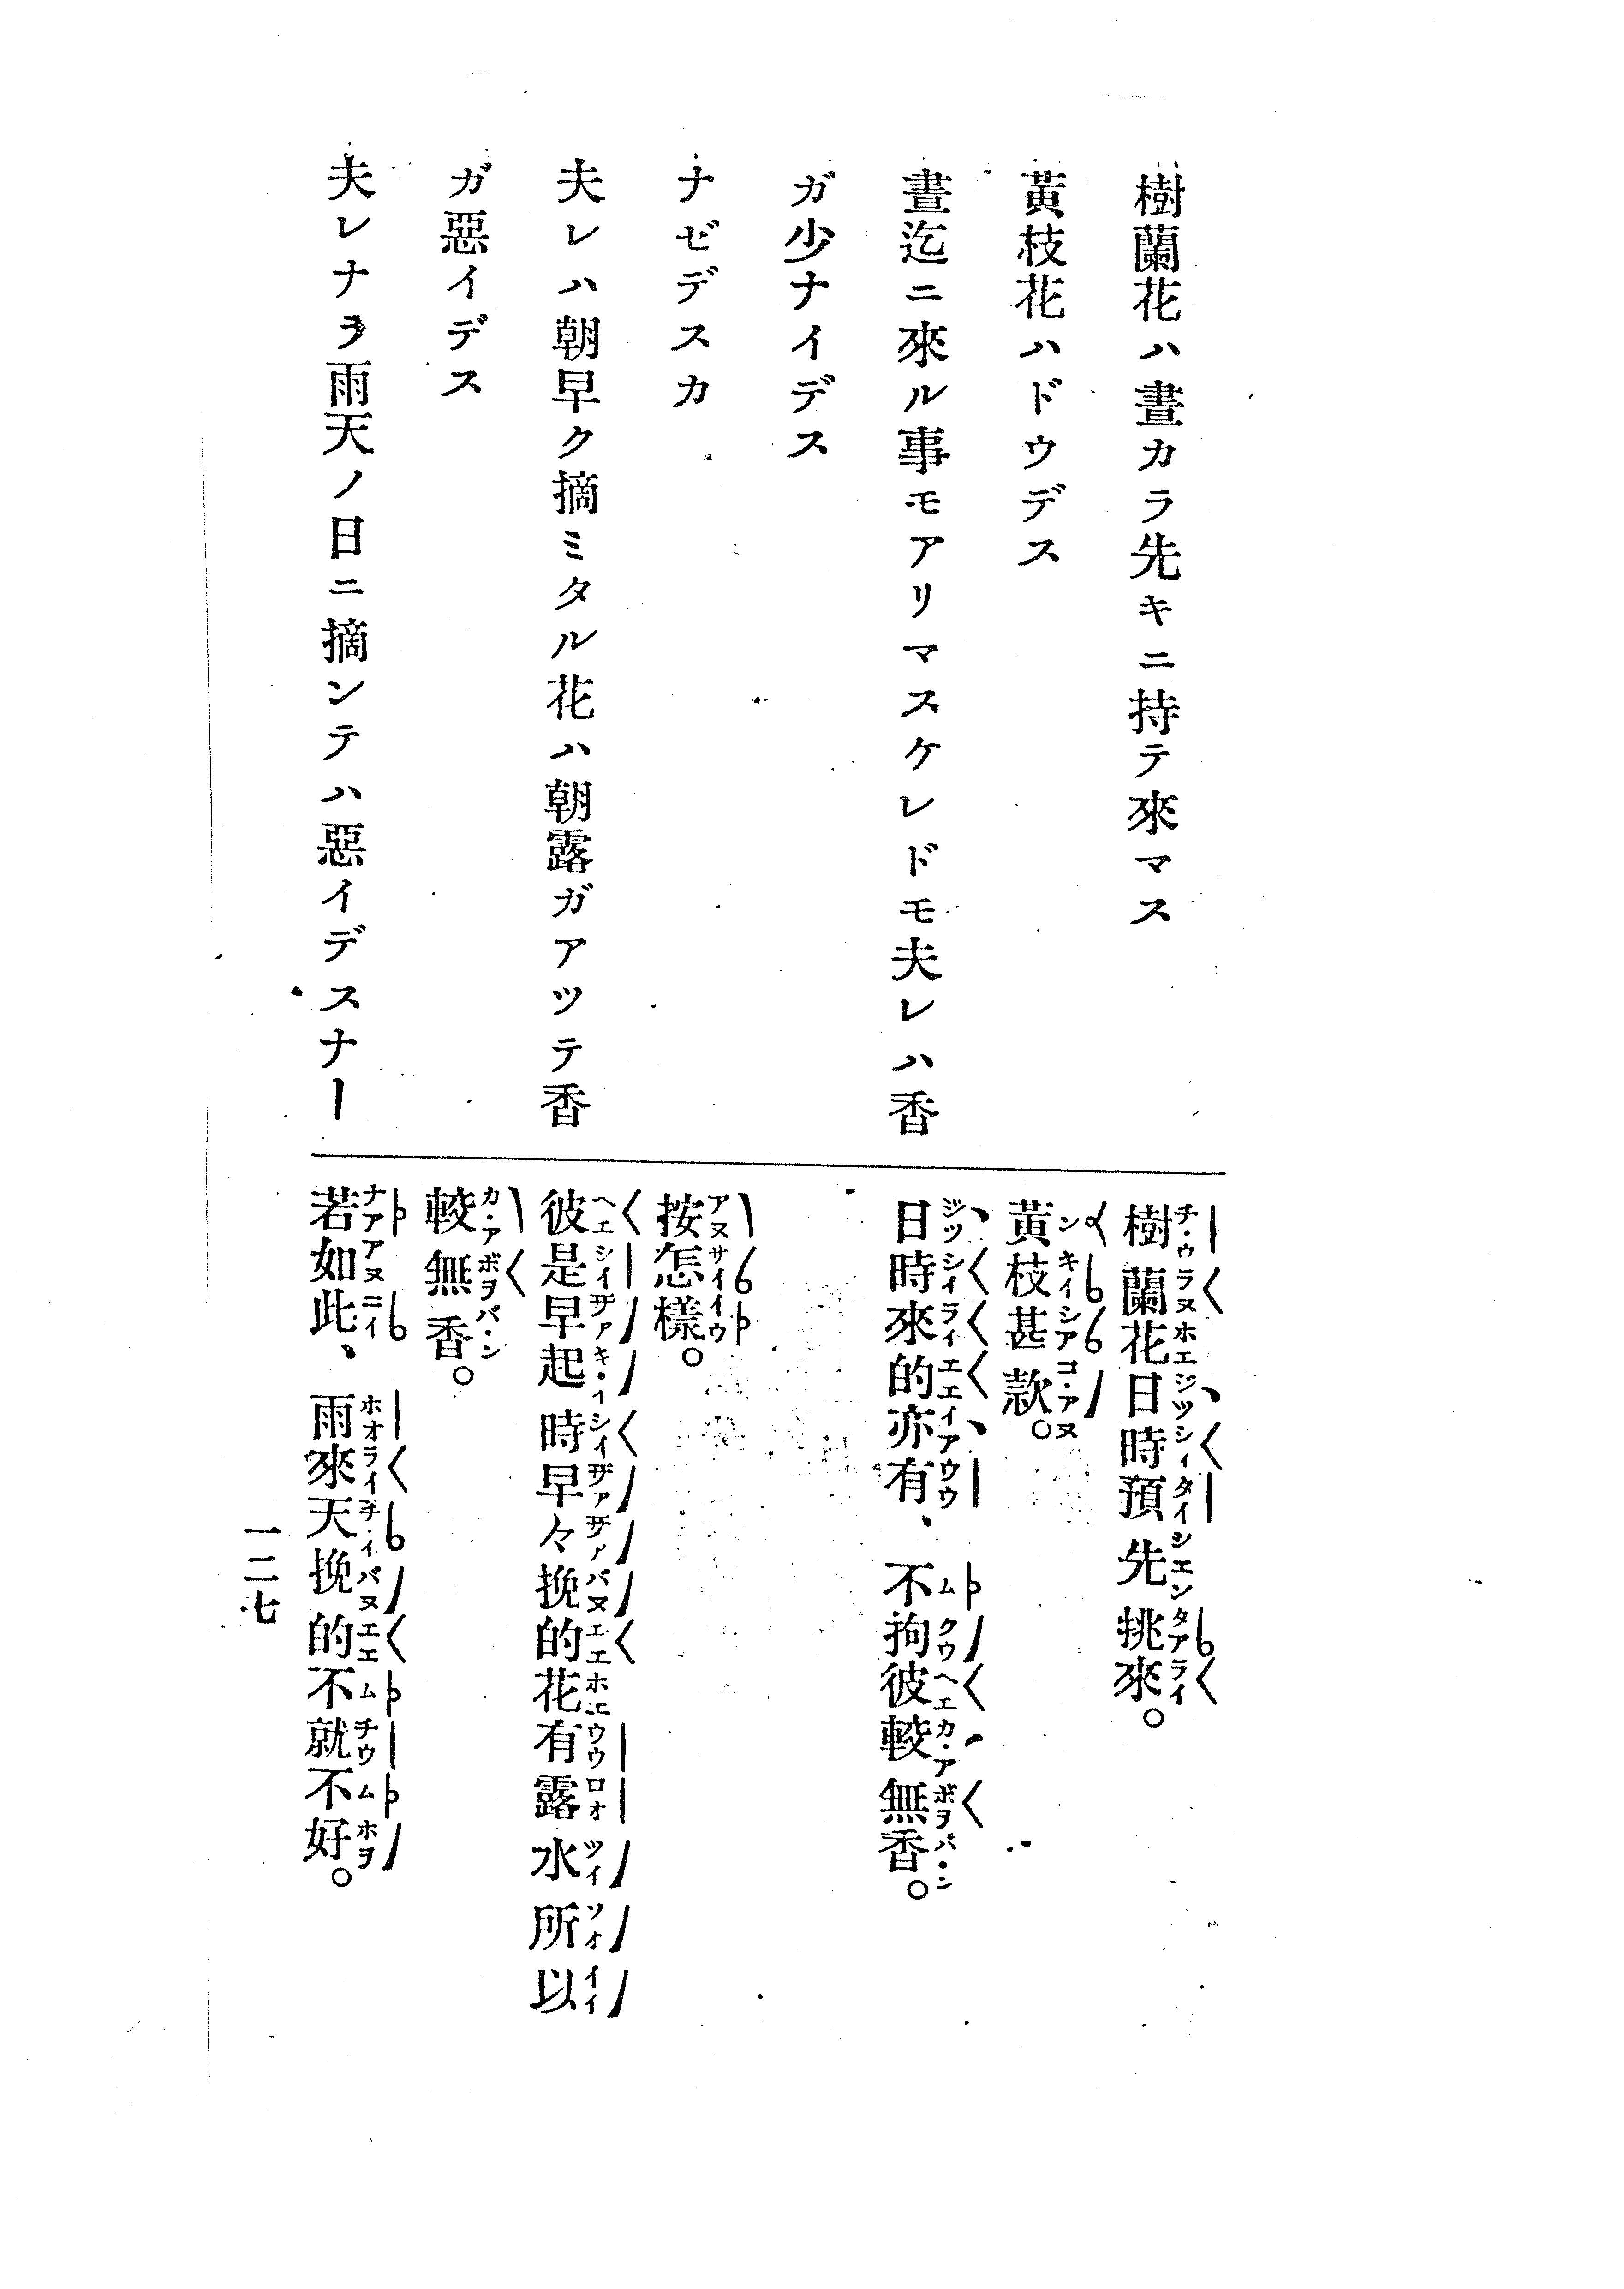 樹蘭花ハ晝カラ先キニ持テ來マス
黃枝花ハドウデス
晝迄ニ來ル事モアリマスケレドモ夫レハ香
ガ少ナイデス
ナゼデスカ
夫レハ朝早ク摘ミタル花ハ朝露ガアツテ香
ガ惡イデス
夫レナラ雨天ノ日ニ摘ンテハ惡イデスナー
樹蘭花日時預先挑來。
黃枝甚款。
日時來的亦有、不拘彼較無香。
按怎樣。
彼是早起時早々挽的花有露水所以
較無香。
若如此、雨來天挽的不就不好。
一二七